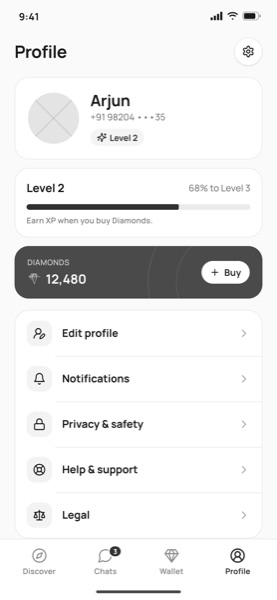 9:41
Profile
Arjun
+91 98204 •••35
Level 2
Level 2
68% to Level 3
Earn XP when you buy Diamonds.
DIAMONDS
12,480
+ Buy
Edit profile
Notifications
Privacy & safety
Help & support
Legal
3
Discover
Chats
Wallet
Profile